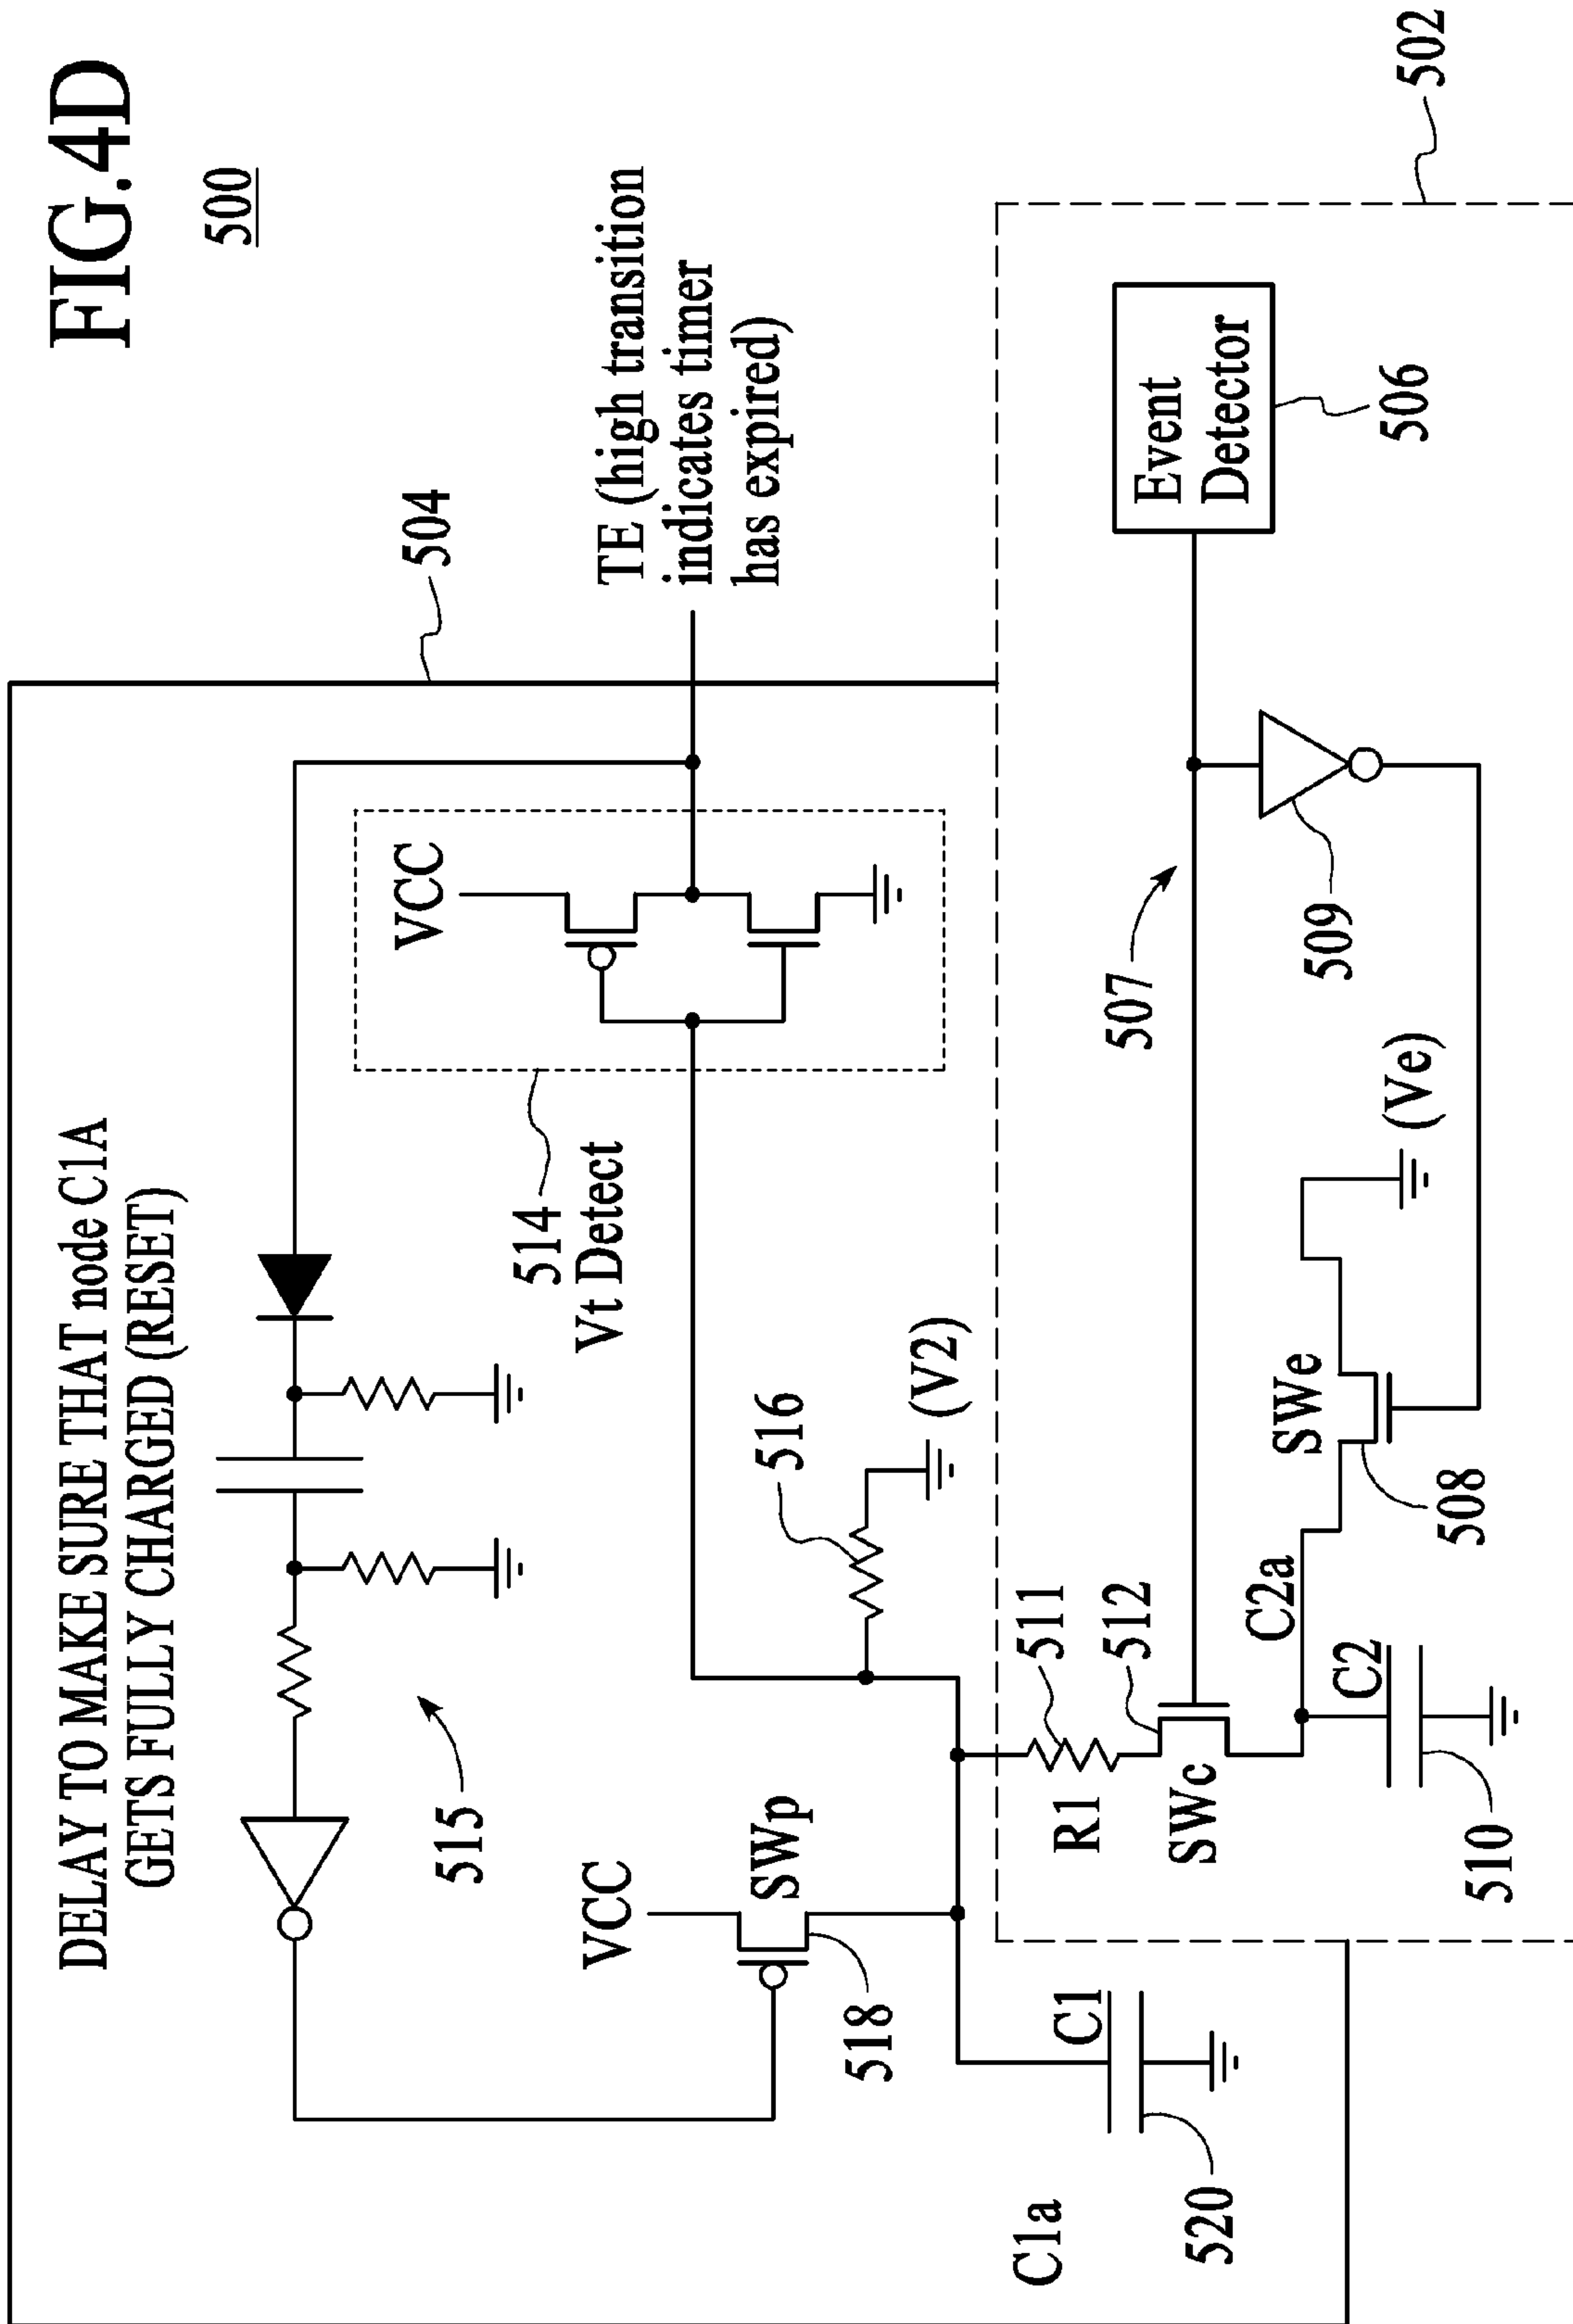 FIG.4D
500
DELAY TO MAKE SURE THAT node C1A
GETS FULLY CHARGED (RESET)
504
515
VCC
SWp
518
VCC
514
Vt Detect
TE (high transition
indicates timer
has expired)
516
(V2)
C1a
C1
520
R1
511
SWc
512
C2a
C2
510
SWe
508
(Ve)
507
509
Event
Detector
506
502